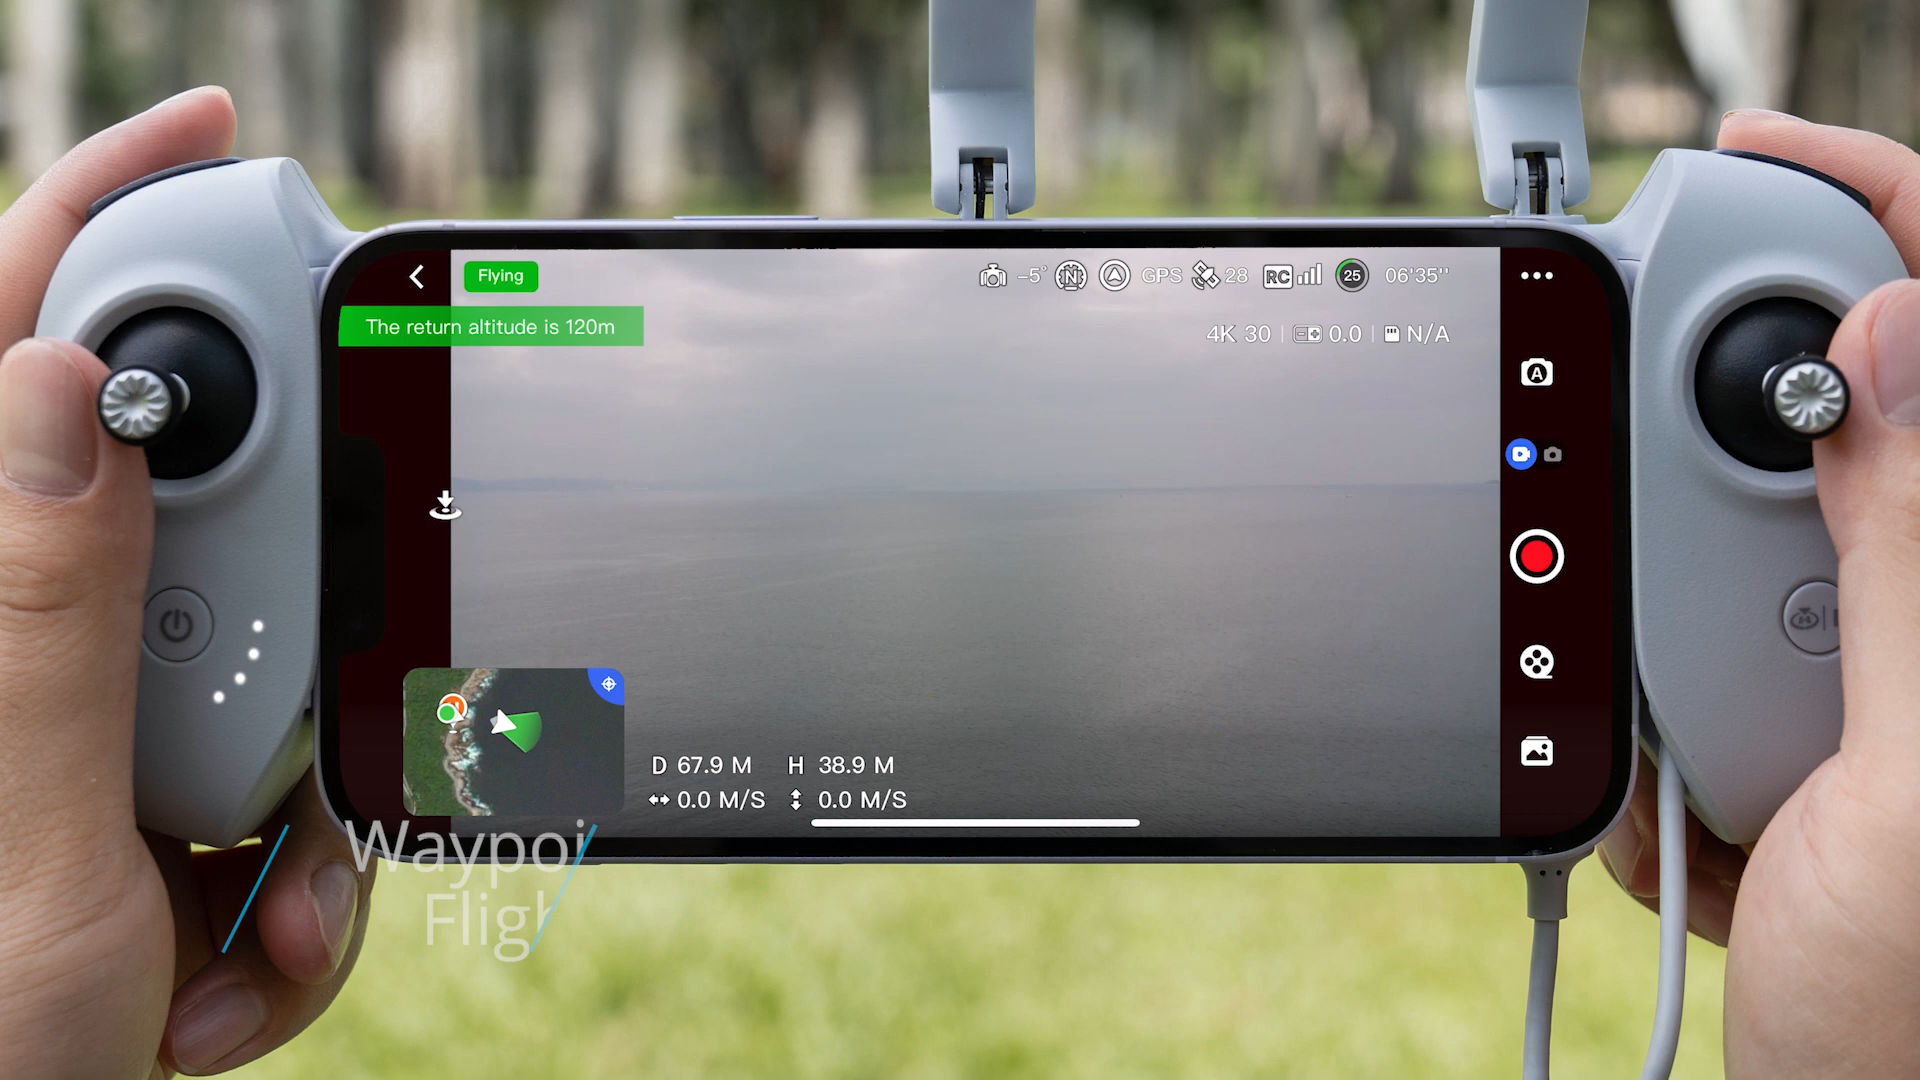 Flying
-5°
N
GPS
28
RC
25
06'35''
The return altitude is 120m
4K 30
0.0
N/A
A
D 67.9 M
H 38.9 M
0.0 M/S
0.0 M/S
Waypoi
Fligh